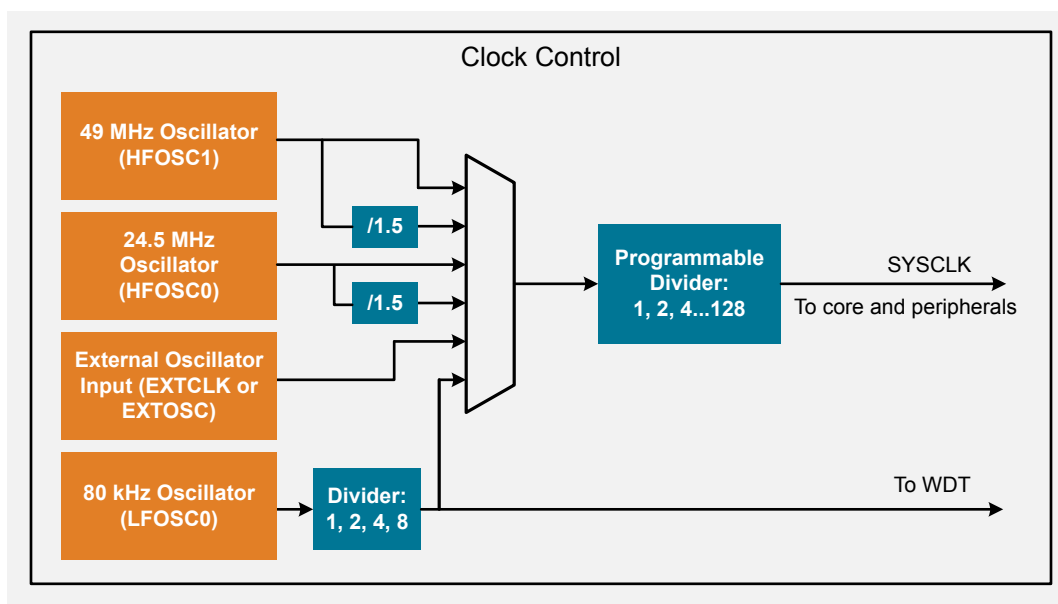 Clock Control
49 MHz Oscillator
(HFOSC1)
/1.5
24.5 MHz
Oscillator
(HFOSC0)
/1.5
External Oscillator
Input (EXTCLK or
EXTOSC)
80 kHz Oscillator
(LFOSC0)
Divider:
1, 2, 4, 8
Programmable
Divider:
1, 2, 4...128
SYSCLK
To core and peripherals
To WDT